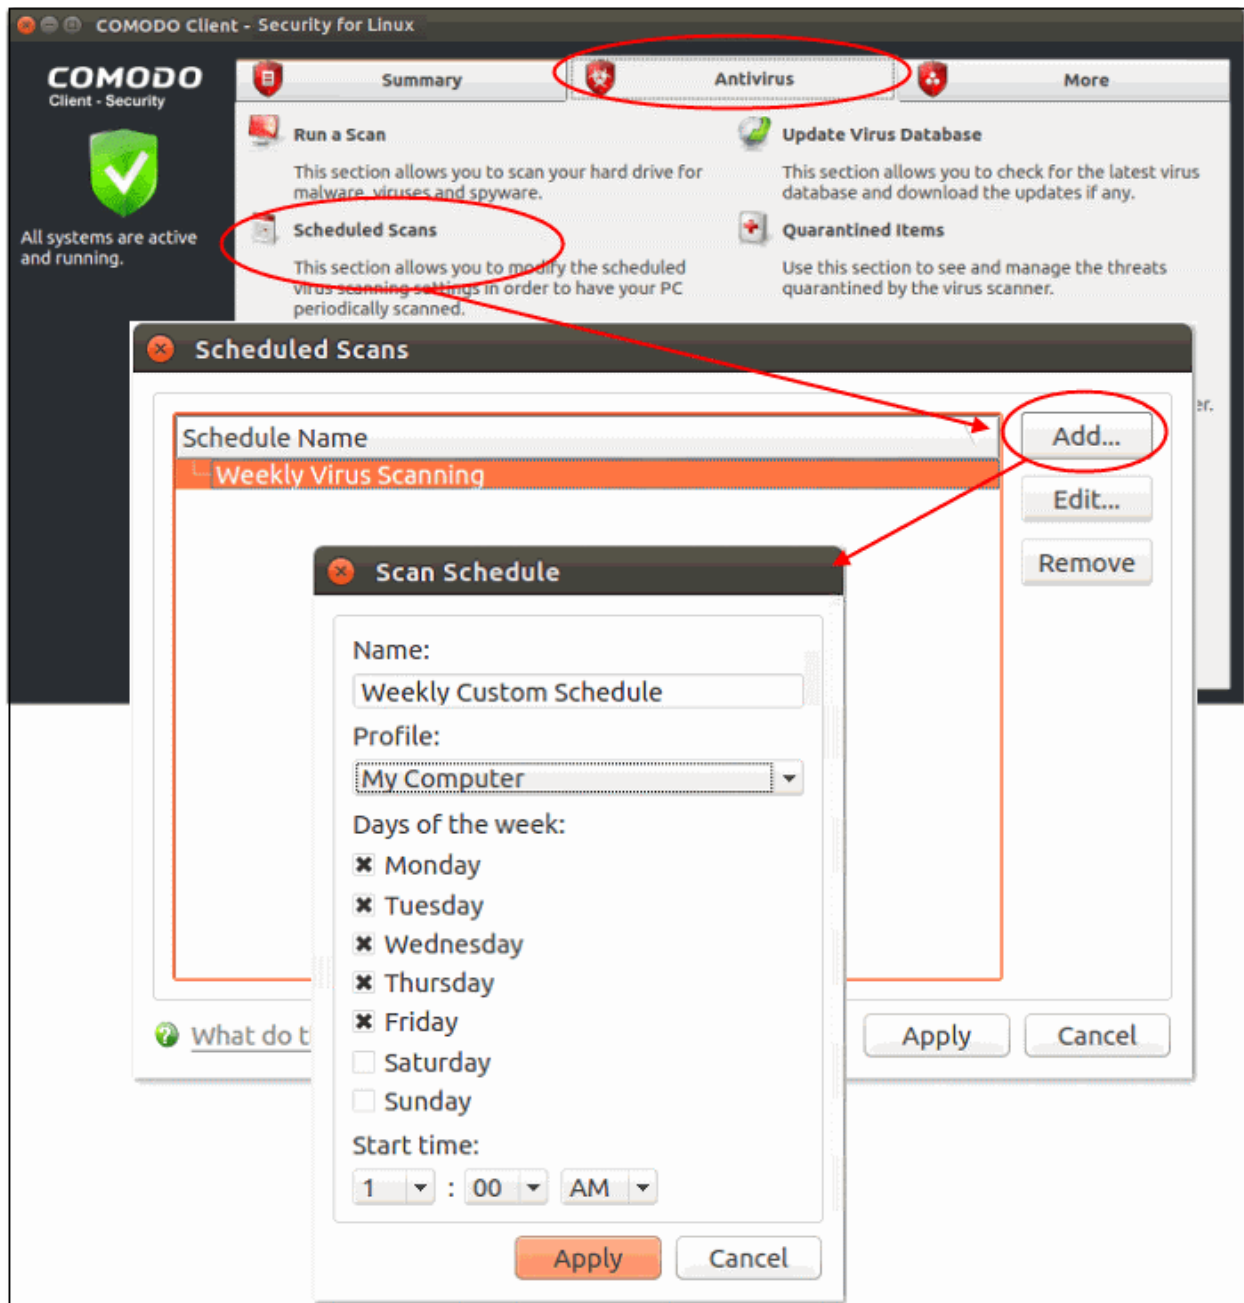 COMODO Client - Security for Linux
COMODO
Client - Security
All systems are active
and running.
Summary
Antivirus
More
Run a Scan
This section allows you to scan your hard drive for
malware, viruses and spyware.
Update Virus Database
This section allows you to check for the latest virus
database and download the updates if any.
Scheduled Scans
This section allows you to modify the scheduled
virus scanning settings in order to have your PC
periodically scanned.
Quarantined Items
Use this section to see and manage the threats
quarantined by the virus scanner.
er.
Scheduled Scans
Schedule Name
Weekly Virus Scanning
Add...
Edit...
Remove
What do t
Apply
Cancel
Scan Schedule
Name:
Weekly Custom Schedule
Profile:
My Computer
Days of the week:
Monday
Tuesday
Wednesday
Thursday
Friday
Saturday
Sunday
Start time:
1 : 00 AM
Apply
Cancel